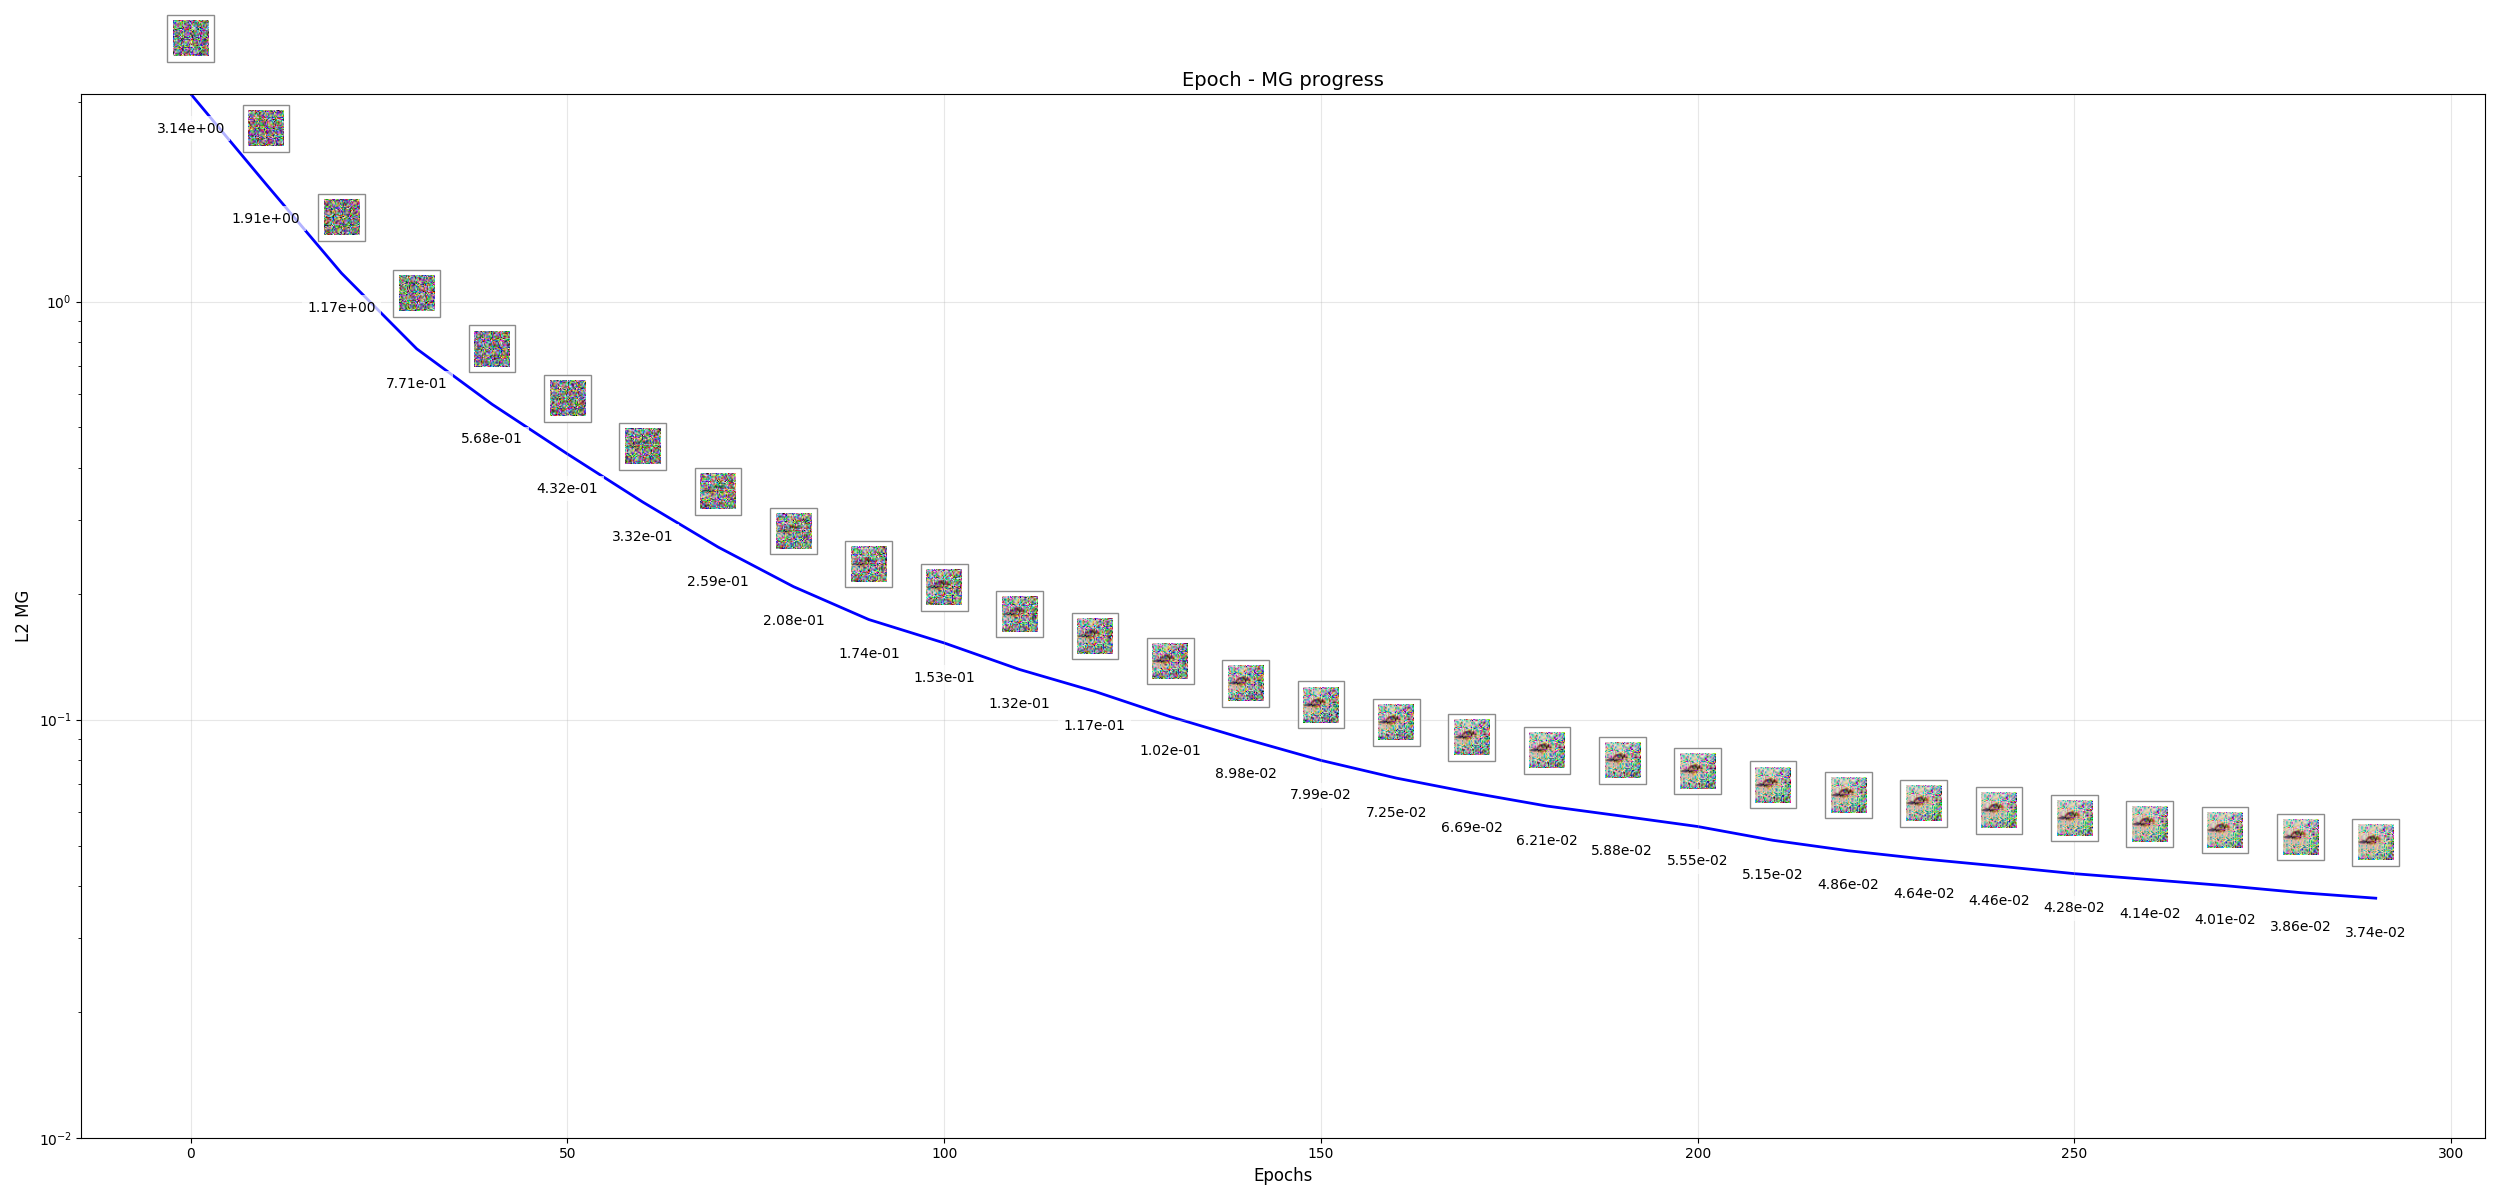 Epoch - MG progress
3.14e+00
1.91e+00
1.17e+00
7.71e-01
5.68e-01
4.32e-01
3.32e-01
2.59e-01
2.08e-01
1.74e-01
1.53e-01
1.32e-01
1.17e-01
1.02e-01
8.98e-02
7.99e-02
7.25e-02
6.69e-02
6.21e-02
5.88e-02
5.55e-02
5.15e-02
4.86e-02
4.64e-02
4.46e-02
4.28e-02
4.14e-02
4.01e-02
3.86e-02
3.74e-02
L2 MG
10⁰
10⁻¹
10⁻²
0 50 100 150 200 250 300
Epochs